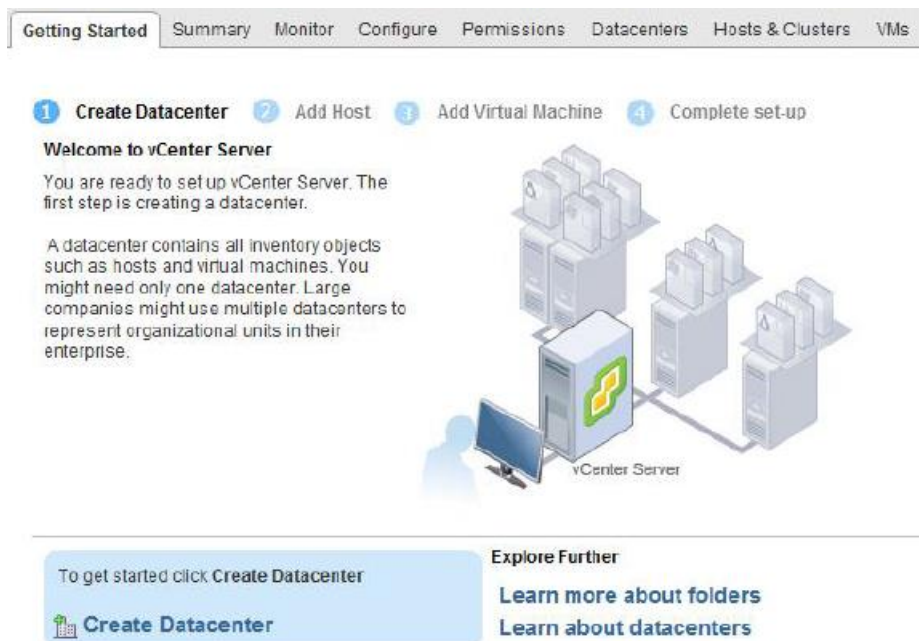 Getting Started Summary Monitor Configure Permissions Datacenters Hosts & Clusters VMs
1 Create Datacenter 2 Add Host 3 Add Virtual Machine 4 Complete set-up
Welcome to vCenter Server
You are ready to set up vCenter Server. The
first step is creating a datacenter.
A datacenter contains all inventory objects
such as hosts and virtual machines. You
might need only one datacenter. Large
companies might use multiple datacenters to
represent organizational units in their
enterprise.
vCenter Server
To get started click Create Datacenter
Create Datacenter
Explore Further
Learn more about folders
Learn about datacenters